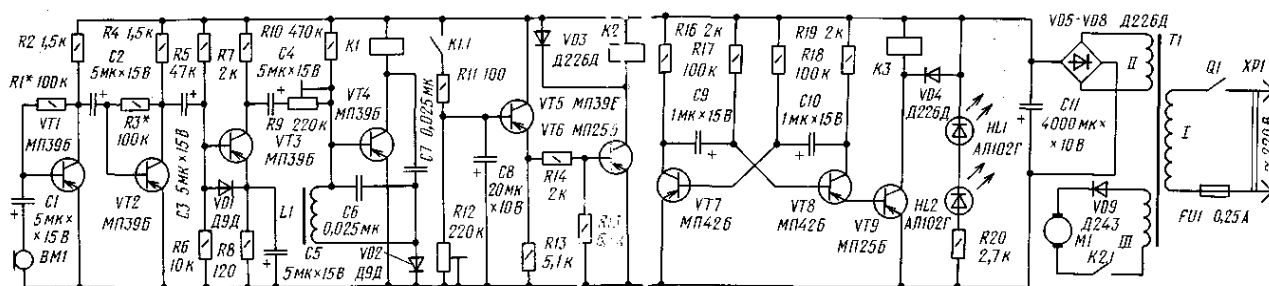 R2 1,5к
R4 1,5к
C2
5мк×15В
R5
47к
R7
2к
R10 470к
C4
5мк×15В
K1
K1.1
R11 100
VD3
Д226Д
K2
R16 2к
R17
100к
R19 2к
R18
100к
K3
VD5-VD8 Д226Д
T1
II
Q1
XP1
R1* 100к
VT1
МП39Б
R3*
100к
VT2
МП39Б
C3 5мк×15В
VT3
МП39Б
R9 220к
VT4
МП39Б
C7 0,025мк
VT5
МП39Б
VT6
МП25Б
C9
1мк×15В
C10
1мк×15В
VD4
Д226Д
HL1
АЛ102Г
C11
4000мк×
×10В
I
≈220В
C1
5мк×
×15В
BM1
VD1
Д9Д
R6
10к
R8
120
L1
C6
0,025мк
C5
5мк×15В
VD2
Д9Д
R12
220к
C8
20мк
×10В
R14
2к
R13
5,1к
VT7
МП42Б
VT8
МП42Б
VT9
МП25Б
HL2
АЛ102Г
R20
2,7к
VD9
Д243
M1
K2.1
III
FU1 0,25А